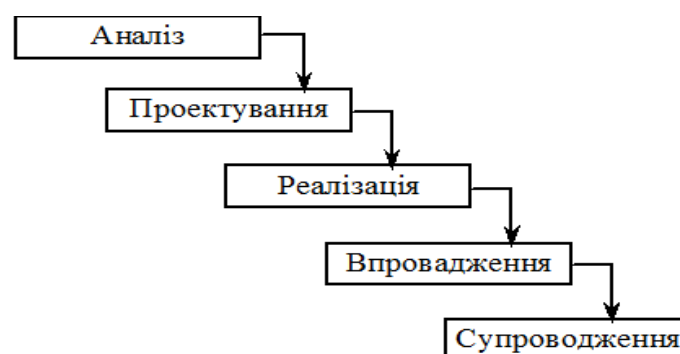 Аналіз
Проектування
Реалізація
Впровадження
Супроводження